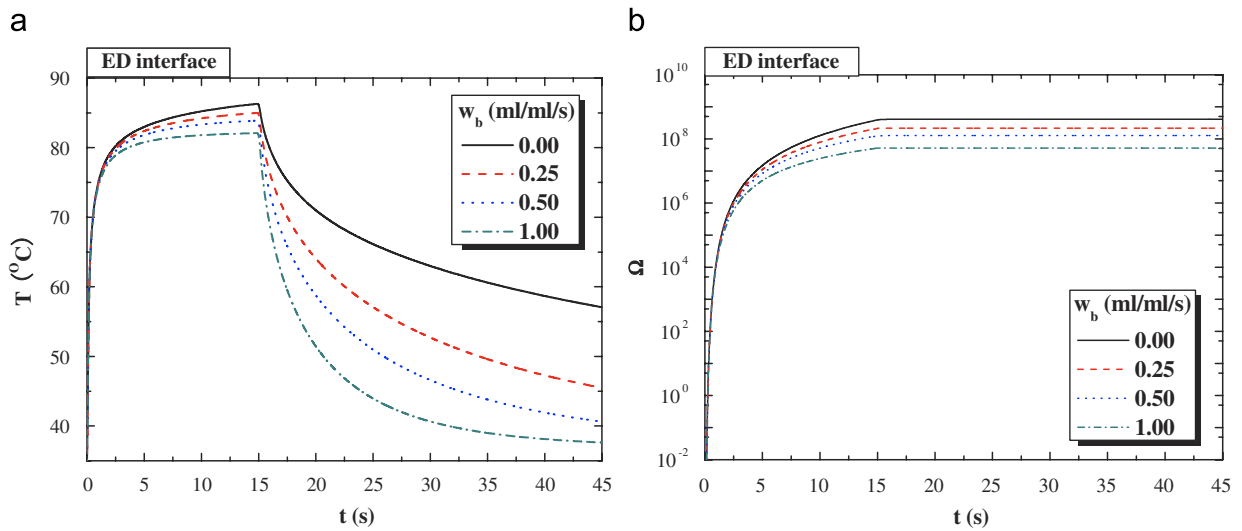 a
ED interface
90
80
70
60
50
40
T (°C)
0 5 10 15 20 25 30 35 40 45
t (s)
w_b (ml/ml/s)
0.00
0.25
0.50
1.00
b
ED interface
10^10
10^8
10^6
10^4
10^2
10^0
10^-2
Ω
0 5 10 15 20 25 30 35 40 45
t (s)
w_b (ml/ml/s)
0.00
0.25
0.50
1.00